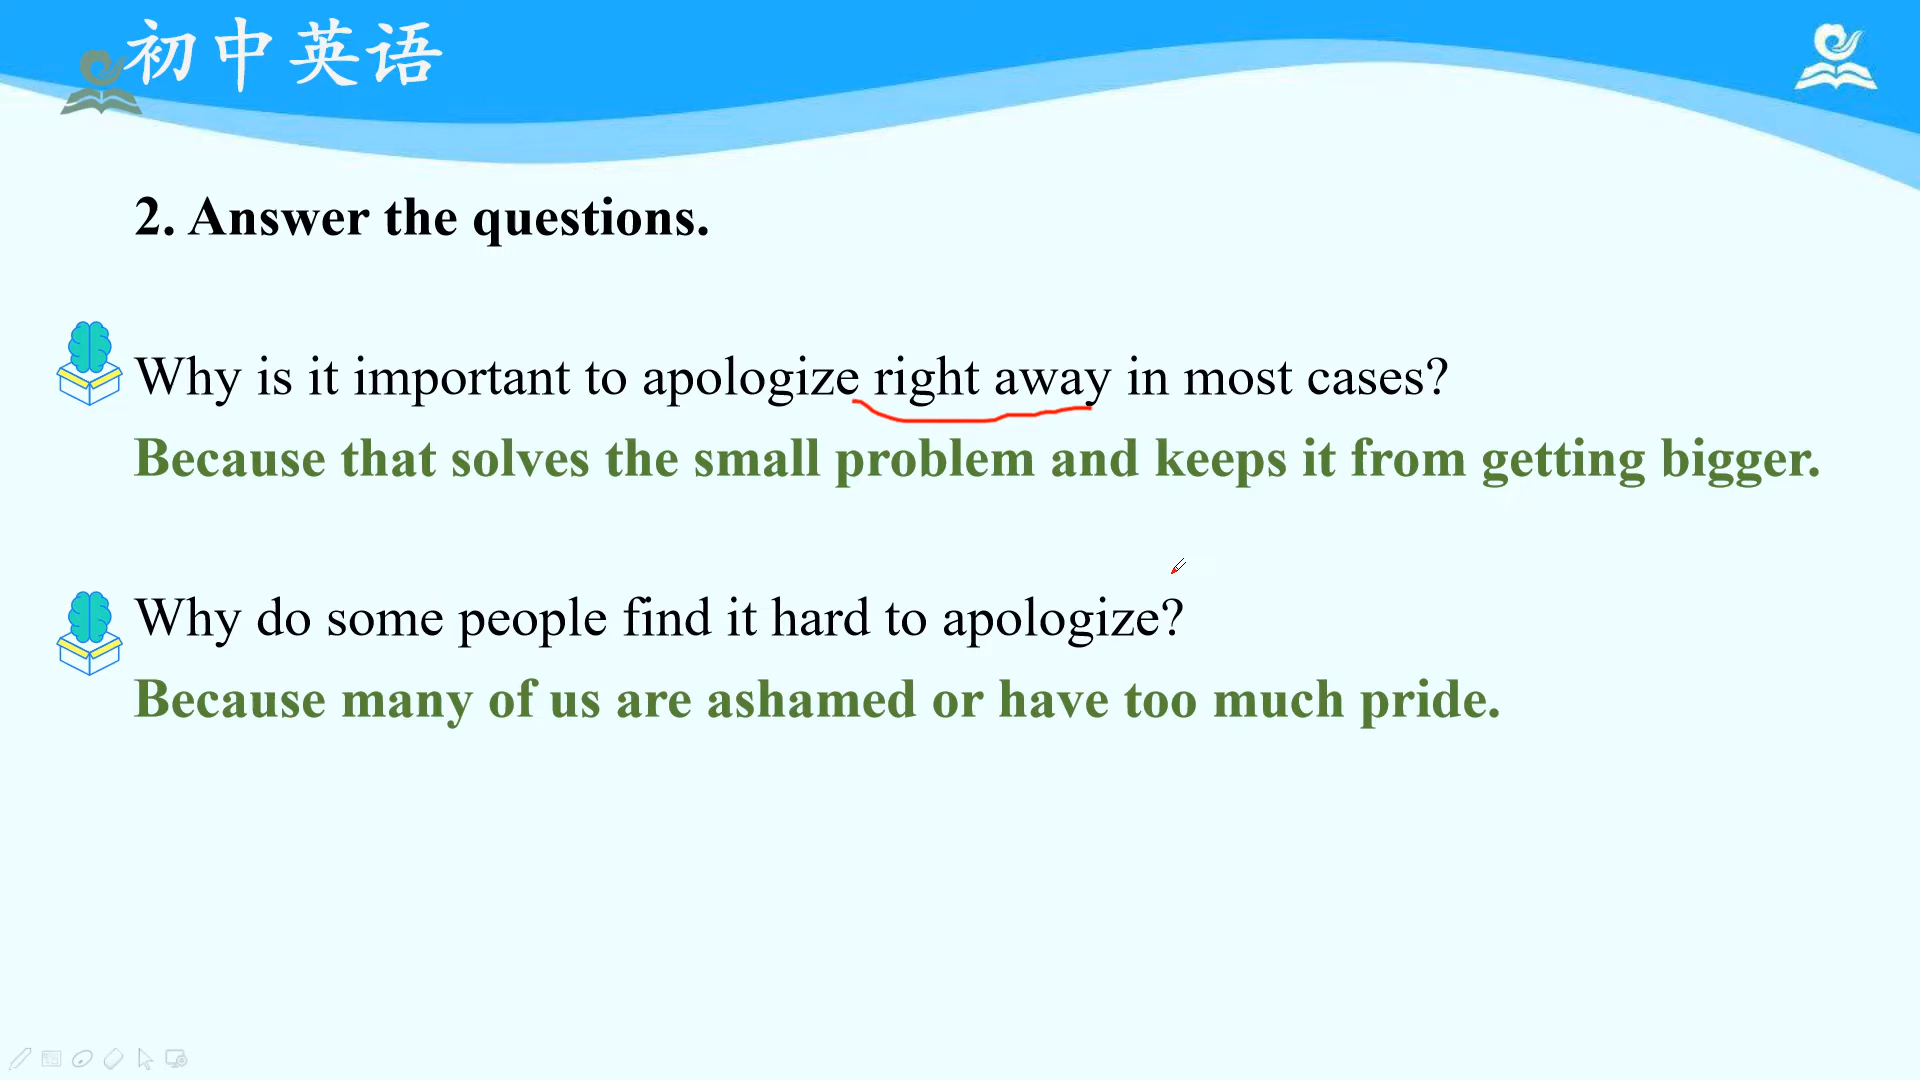 初中英语
2. Answer the questions.
Why is it important to apologize right away in most cases?
Because that solves the small problem and keeps it from getting bigger.
Why do some people find it hard to apologize?
Because many of us are ashamed or have too much pride.